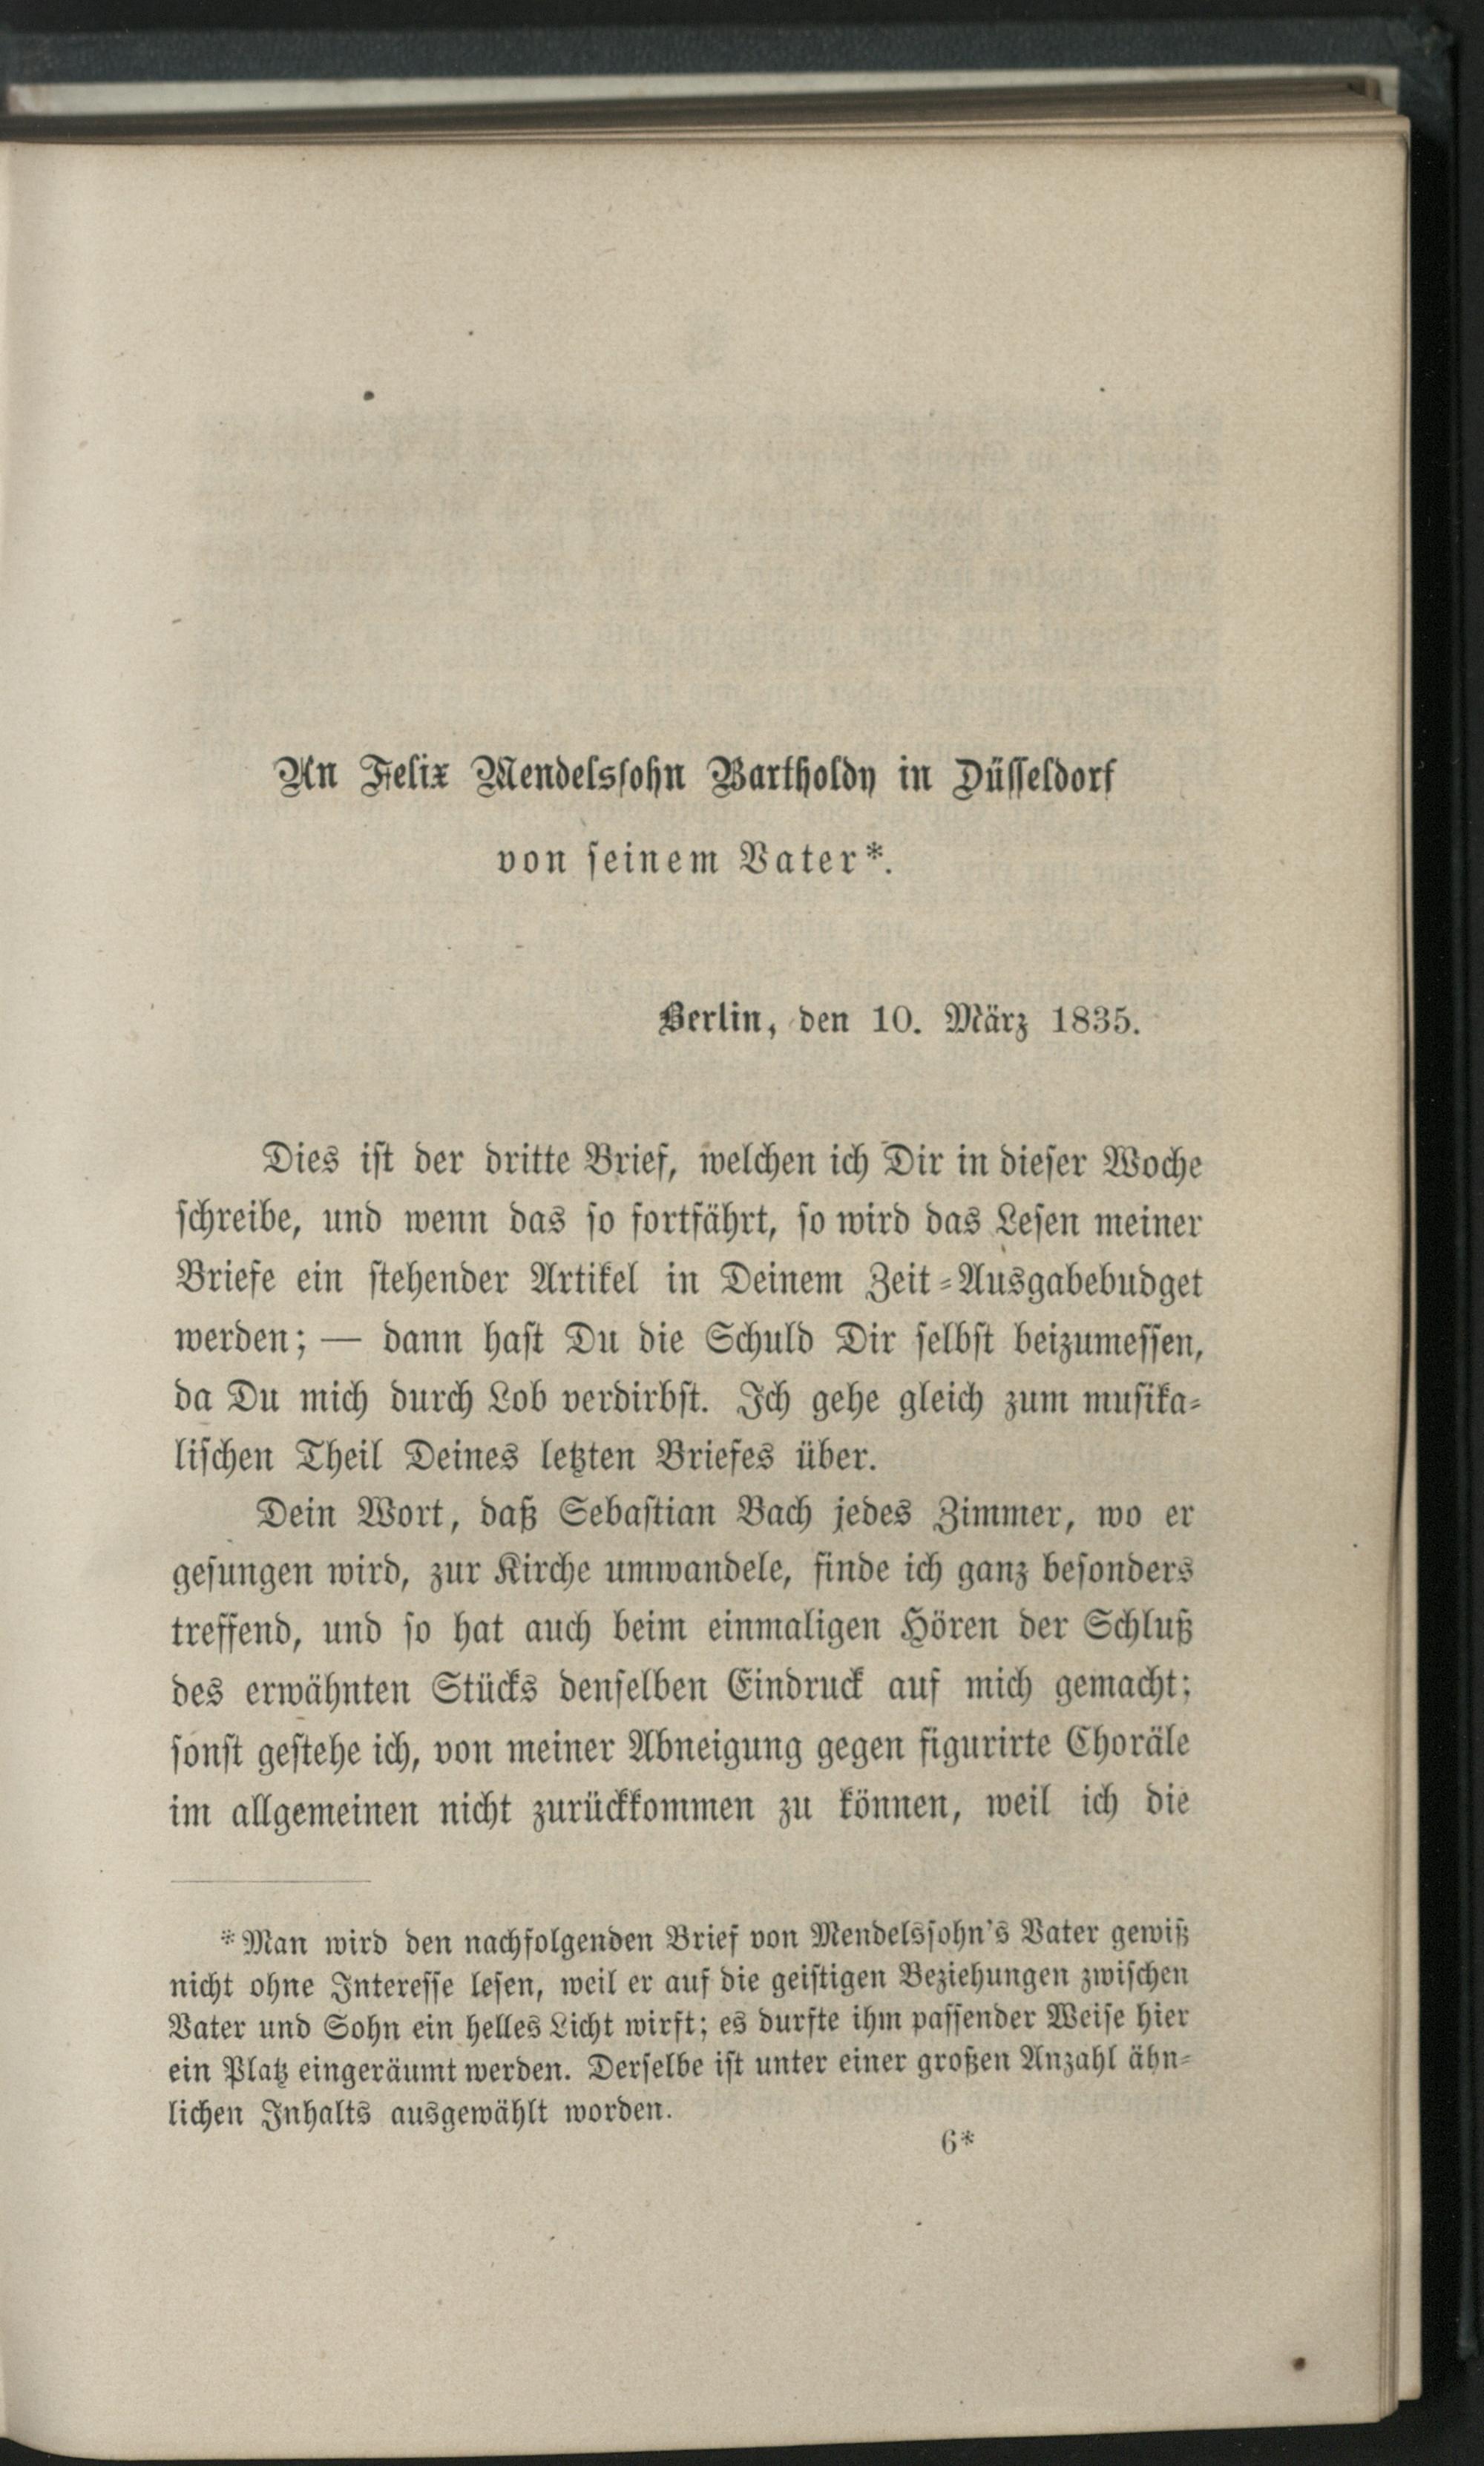 An Felix Mendelssohn Bartholdy in Düsseldorf
von seinem Vater*.
Berlin, den 10. März 1835.
Dies ist der dritte Brief, welchen ich Dir in dieser Woche
schreibe, und wenn das so fortfährt, so wird das Lesen meiner
Briefe ein stehender Artikel in Deinem Zeit-Ausgabebudget
werden; — dann hast Du die Schuld Dir selbst beizumessen,
da Du mich durch Lob verdirbst. Ich gehe gleich zum musika-
lischen Theil Deines letzten Briefes über.
Dein Wort, daß Sebastian Bach jedes Zimmer, wo er
gesungen wird, zur Kirche umwandele, finde ich ganz besonders
treffend, und so hat auch beim einmaligen Hören der Schluß
des erwähnten Stücks denselben Eindruck auf mich gemacht;
sonst gestehe ich, von meiner Abneigung gegen figurirte Choräle
im allgemeinen nicht zurückkommen zu können, weil ich die
*Man wird den nachfolgenden Brief von Mendelssohn's Vater gewiß
nicht ohne Interesse lesen, weil er auf die geistigen Beziehungen zwischen
Vater und Sohn ein helles Licht wirft; es durfte ihm passender Weise hier
ein Platz eingeräumt werden. Derselbe ist unter einer großen Anzahl ähn-
lichen Inhalts ausgewählt worden.
6*